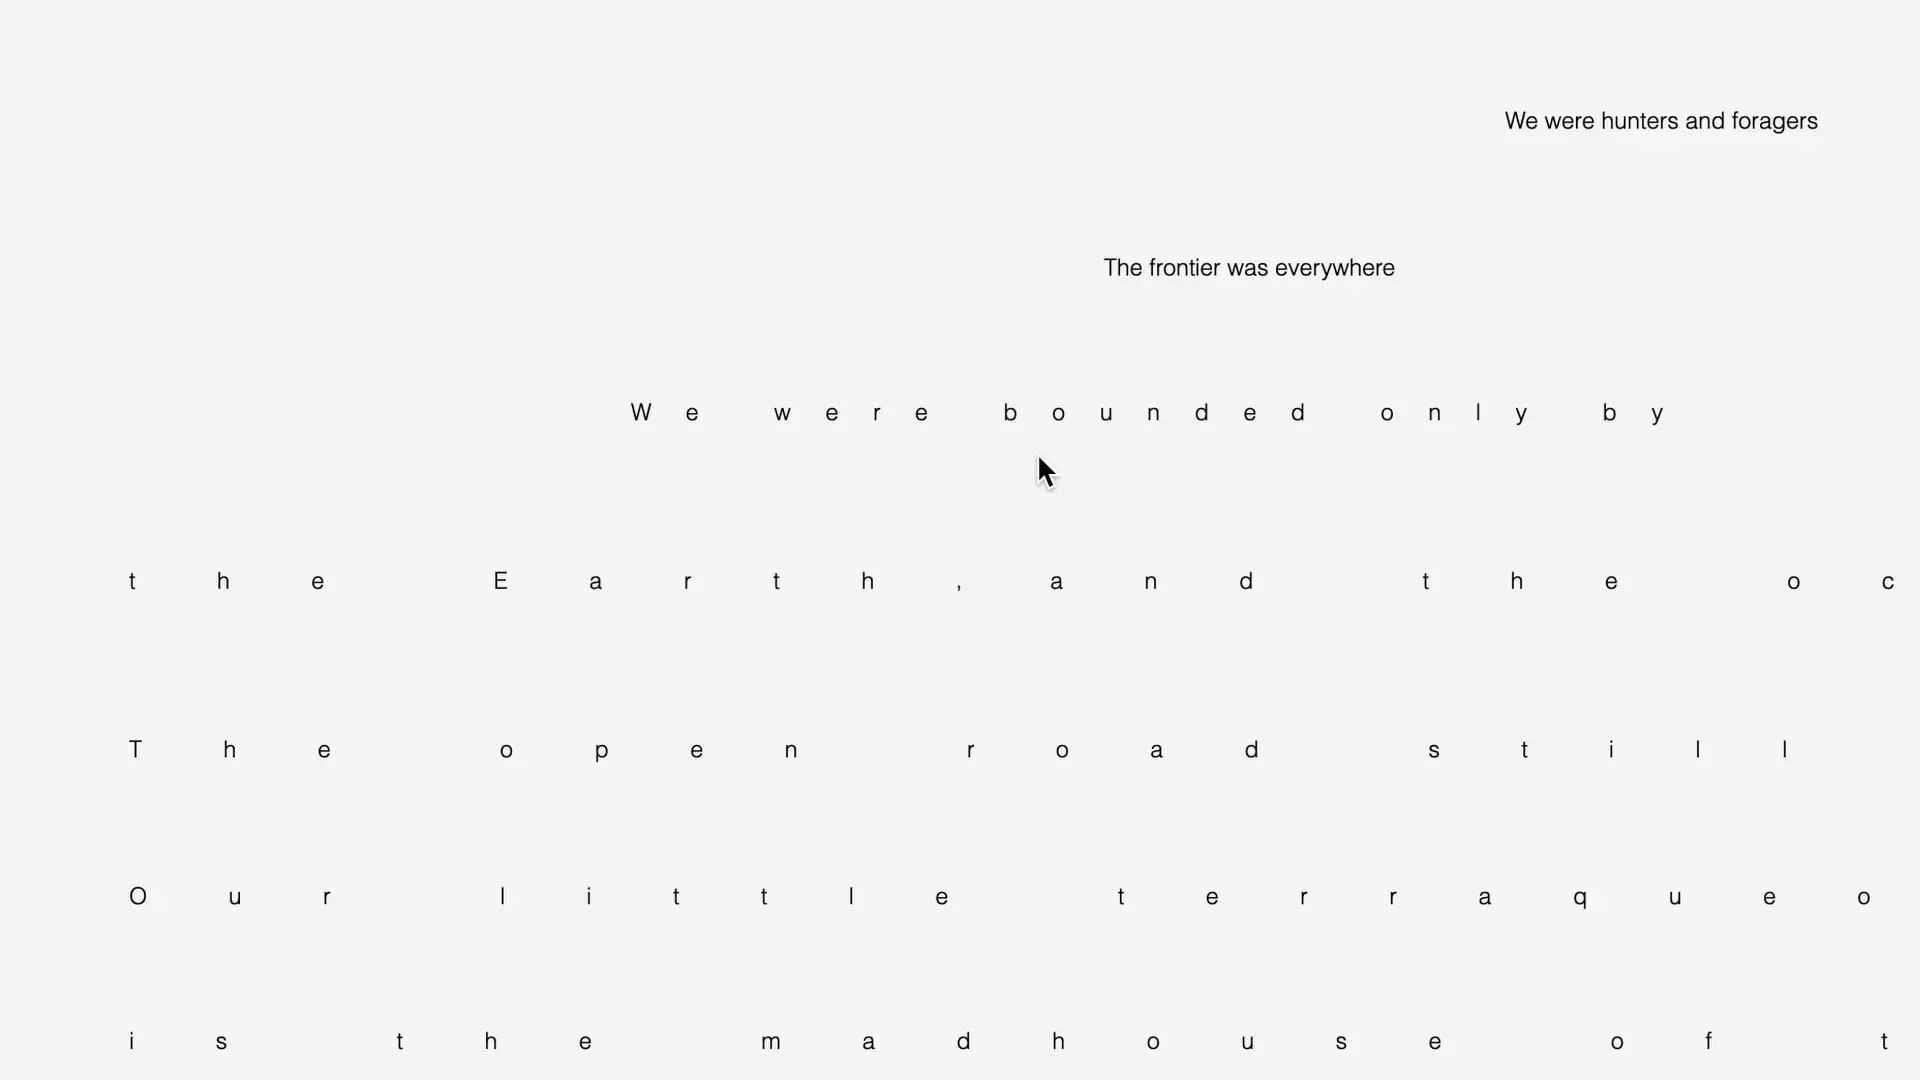 We were hunters and foragers
The frontier was everywhere
We were bounded only by
the Earth, and the oc
The open road still
Our little terraqueo
is the madhouse of t